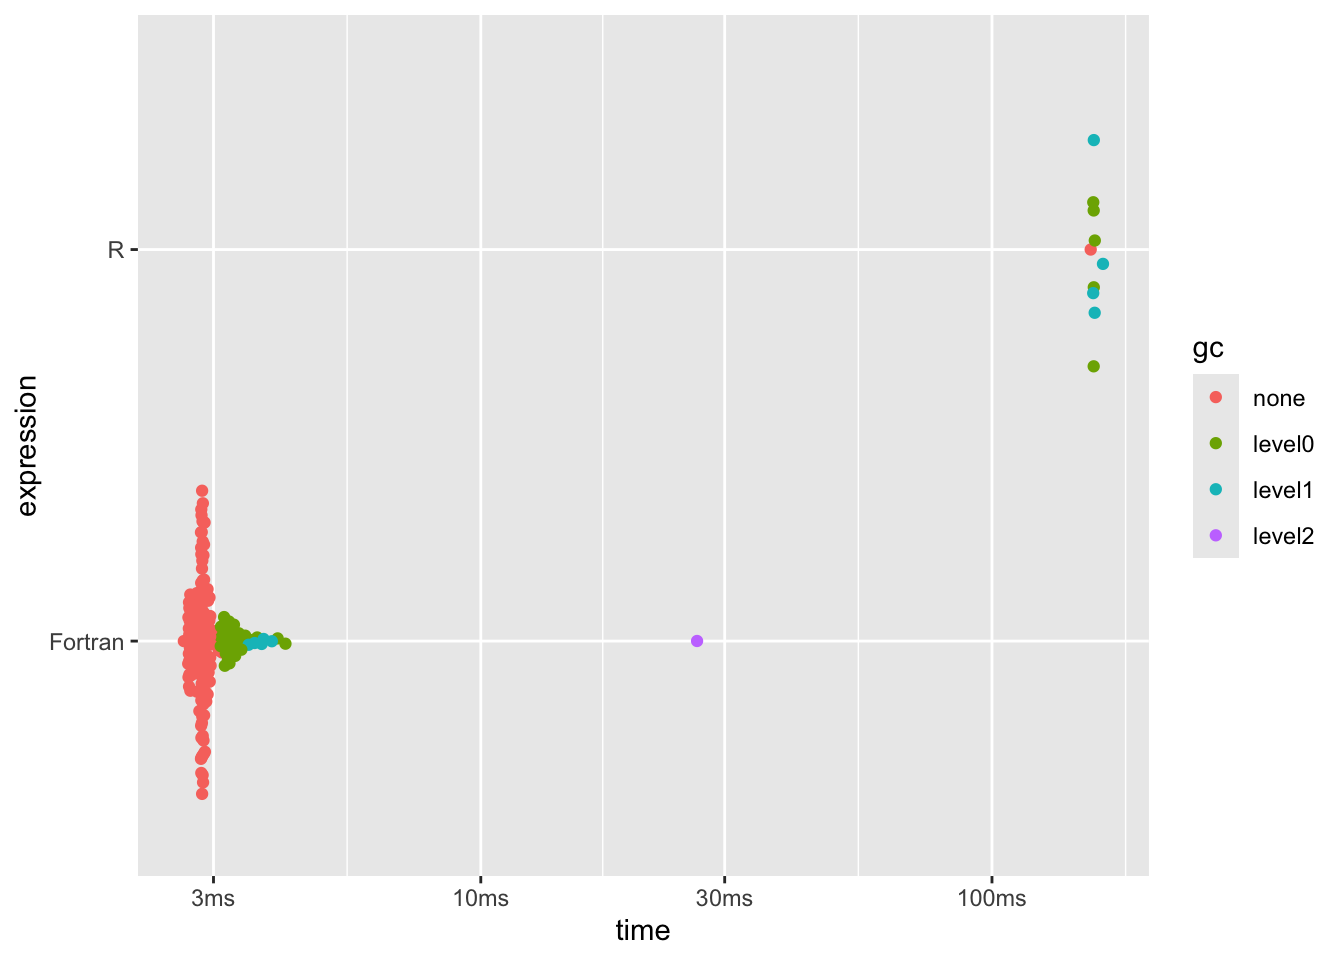 R
Fortran
expression
3ms
10ms
30ms
100ms
time
gc
none
level0
level1
level2